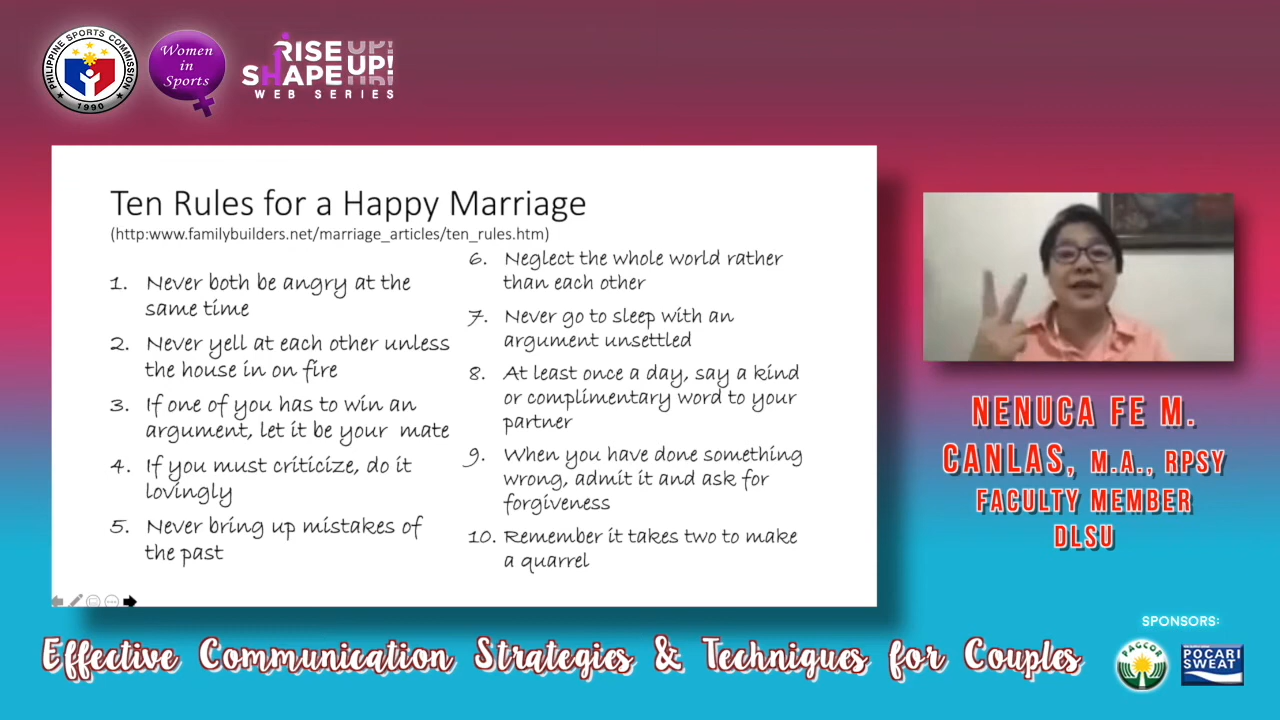 PHILIPPINE SPORTS COMMISSION
1990
Women
in
Sports
RISE UP!
SHAPE UP!
WEB SERIES
Ten Rules for a Happy Marriage
(http:www.familybuilders.net/marriage_articles/ten_rules.htm)
1. Never both be angry at the
same time
2. Never yell at each other unless
the house in on fire
3. If one of you has to win an
argument, let it be your mate
4. If you must criticize, do it
lovingly
5. Never bring up mistakes of
the past
6. Neglect the whole world rather
than each other
7. Never go to sleep with an
argument unsettled
8. At least once a day, say a kind
or complimentary word to your
partner
9. When you have done something
wrong, admit it and ask for
forgiveness
10. Remember it takes two to make
a quarrel
NENUCA FE M.
CANLAS, M.A., RPSY
FACULTY MEMBER
DLSU
Effective Communication Strategies & Techniques for Couples
SPONSORS:
PAGCOR
POCARI
SWEAT